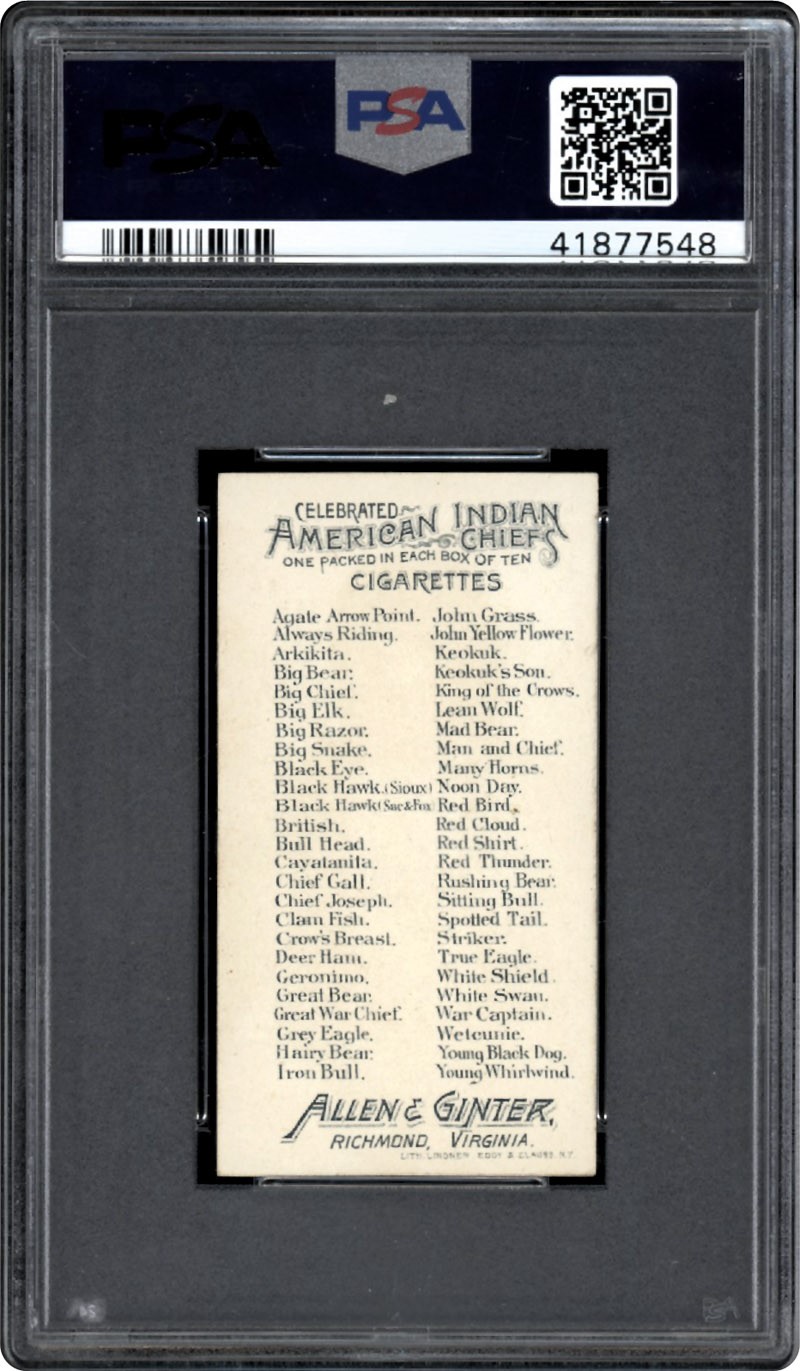 PSA
PSA
41877548
CELEBRATED
AMERICAN INDIAN
CHIEFS
ONE PACKED IN EACH BOX OF TEN
CIGARETTES
Agate Arrow Point.
Always Riding.
Arkikita.
Big Bear.
Big Chief.
Big Elk.
Big Razor.
Big Snake.
Black Eye.
Black Hawk.(Sioux)
Black Hawk(Sac&Fox
British.
Bull Head.
Cayatanita.
Chief Gall.
Chief Joseph.
Clam Fish.
Crow's Breast.
Deer Ham.
Geronimo.
Great Bear.
Great War Chief.
Grey Eagle.
Hairy Bear.
Iron Bull.
John Grass.
John Yellow Flower.
Keokuk.
Keokuk's Son.
King of the Crows.
Lean Wolf.
Mad Bear.
Man and Chief.
Many Horns.
Noon Day.
Red Bird.
Red Cloud.
Red Shirt.
Red Thunder.
Rushing Bear.
Sitting Bull.
Spotted Tail.
Striker.
True Eagle.
White Shield.
White Swan.
War Captain.
Wetcunie.
Young Black Dog.
Young Whirlwind.
ALLEN & GINTER,
RICHMOND, VIRGINIA.
LITH. LINDNER EDDY & CLAUSS. N.Y.
PSA